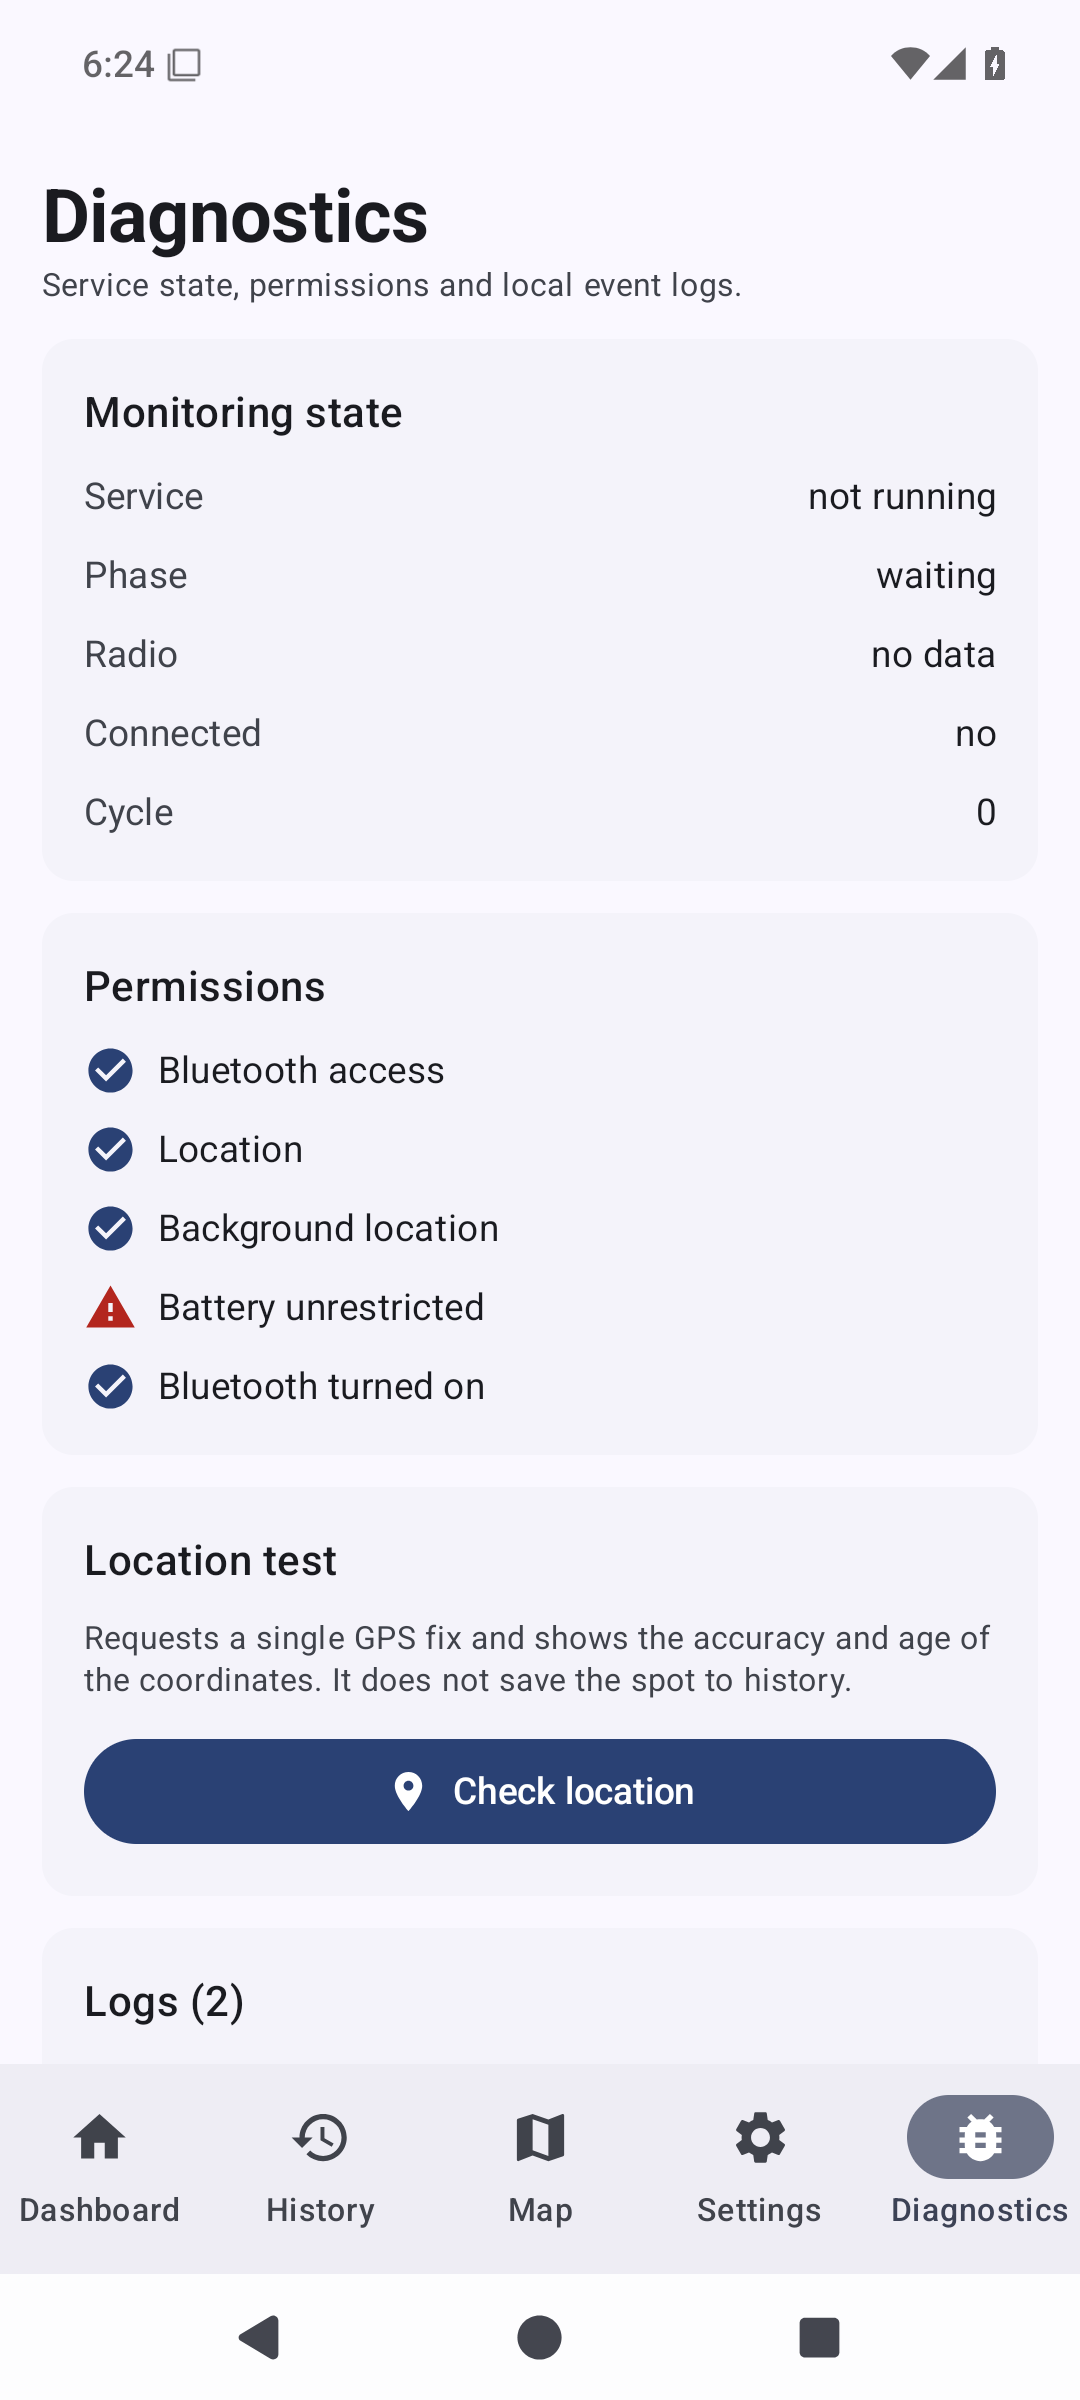 6:24
Diagnostics
Service state, permissions and local event logs.
Monitoring state
Service not running
Phase waiting
Radio no data
Connected no
Cycle 0
Permissions
Bluetooth access
Location
Background location
Battery unrestricted
Bluetooth turned on
Location test
Requests a single GPS fix and shows the accuracy and age of
the coordinates. It does not save the spot to history.
Check location
Logs (2)
Dashboard History Map Settings Diagnostics